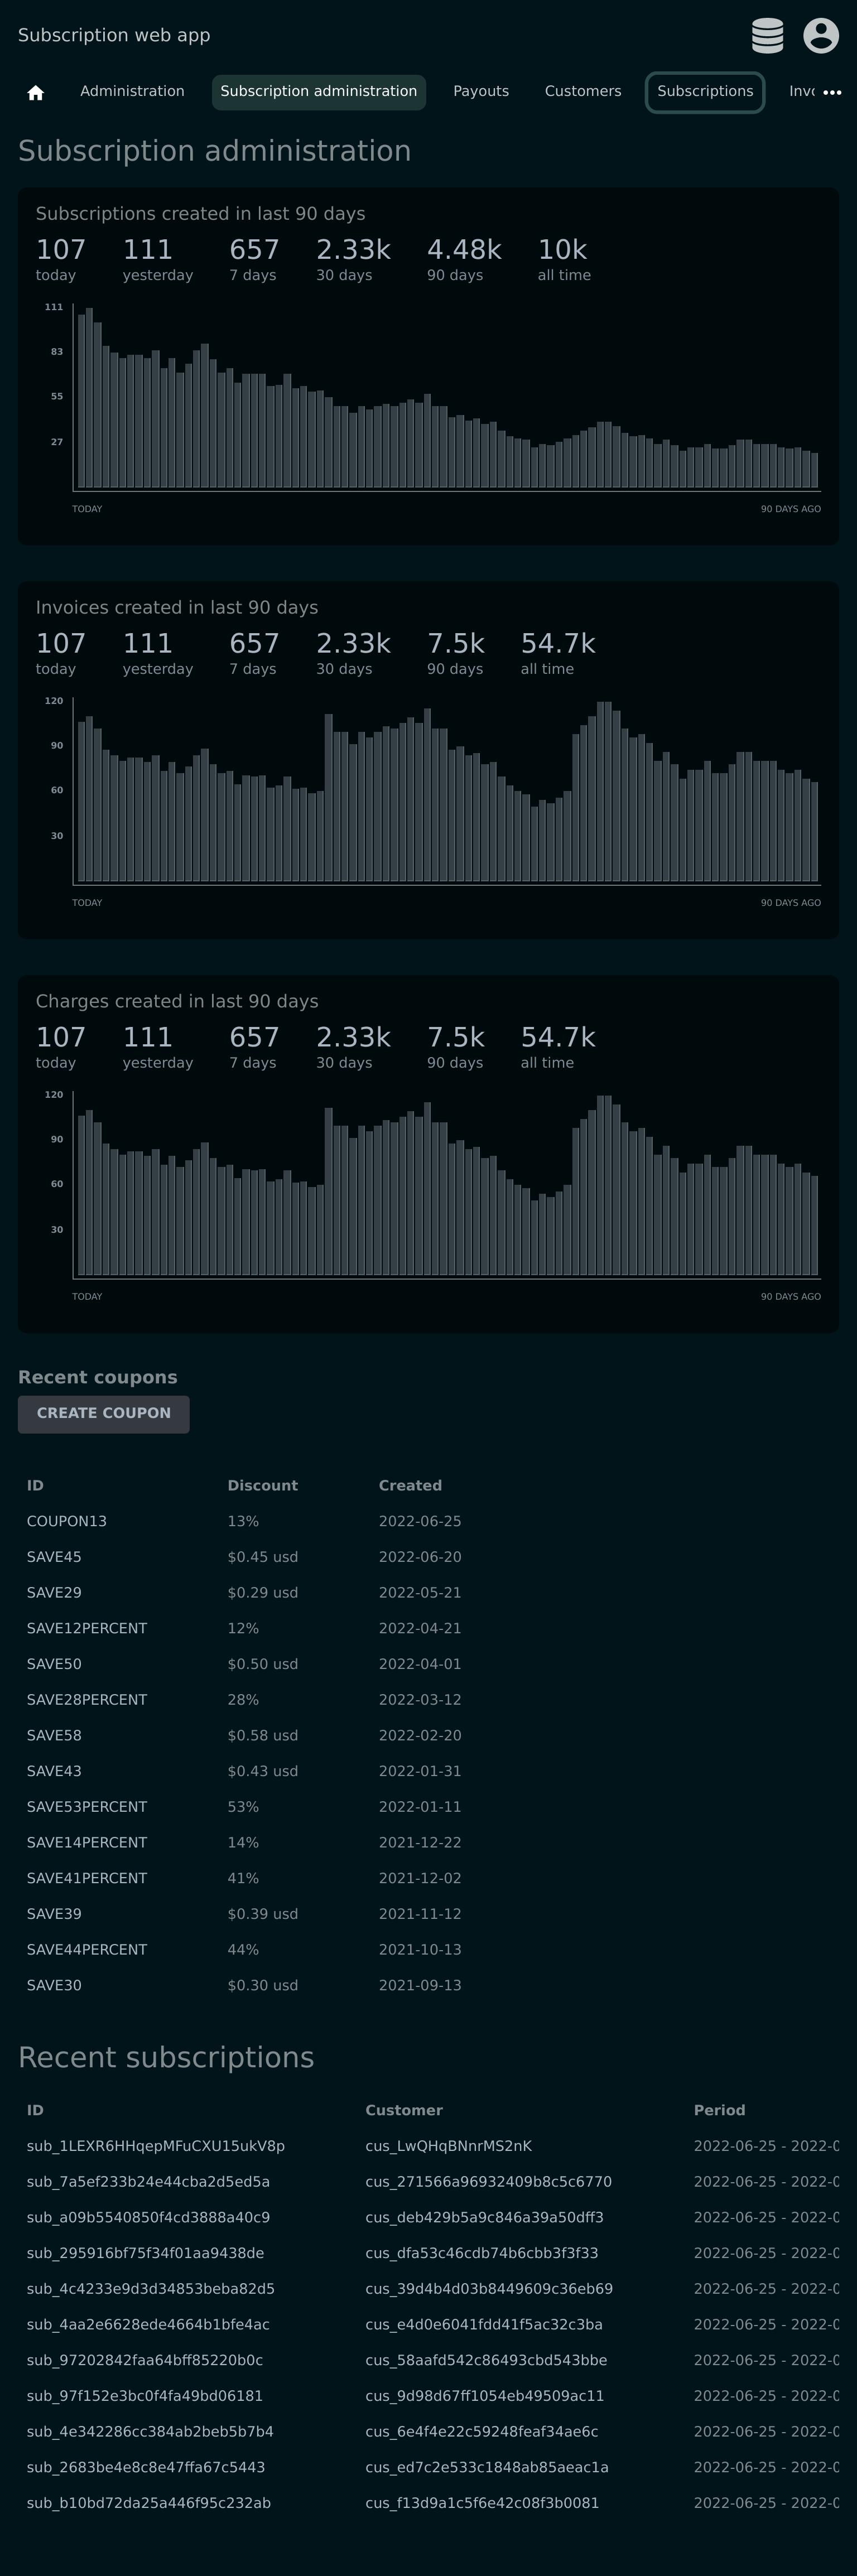 Subscription web app
Administration Subscription administration Payouts Customers Subscriptions Invo
Subscription administration
Subscriptions created in last 90 days
107 111 657 2.33k 4.48k 10k
today yesterday 7 days 30 days 90 days all time
111
83
55
27
TODAY 90 DAYS AGO
Invoices created in last 90 days
107 111 657 2.33k 7.5k 54.7k
today yesterday 7 days 30 days 90 days all time
120
90
60
30
TODAY 90 DAYS AGO
Charges created in last 90 days
107 111 657 2.33k 7.5k 54.7k
today yesterday 7 days 30 days 90 days all time
120
90
60
30
TODAY 90 DAYS AGO
Recent coupons
CREATE COUPON
ID Discount Created
COUPON13 13% 2022-06-25
SAVE45 $0.45 usd 2022-06-20
SAVE29 $0.29 usd 2022-05-21
SAVE12PERCENT 12% 2022-04-21
SAVE50 $0.50 usd 2022-04-01
SAVE28PERCENT 28% 2022-03-12
SAVE58 $0.58 usd 2022-02-20
SAVE43 $0.43 usd 2022-01-31
SAVE53PERCENT 53% 2022-01-11
SAVE14PERCENT 14% 2021-12-22
SAVE41PERCENT 41% 2021-12-02
SAVE39 $0.39 usd 2021-11-12
SAVE44PERCENT 44% 2021-10-13
SAVE30 $0.30 usd 2021-09-13
Recent subscriptions
ID Customer Period
sub_1LEXR6HHqepMFuCXU15ukV8p cus_LwQHqBNnrMS2nK 2022-06-25 - 2022-0
sub_7a5ef233b24e44cba2d5ed5a cus_271566a96932409b8c5c6770 2022-06-25 - 2022-0
sub_a09b5540850f4cd3888a40c9 cus_deb429b5a9c846a39a50dff3 2022-06-25 - 2022-0
sub_295916bf75f34f01aa9438de cus_dfa53c46cdb74b6cbb3f3f33 2022-06-25 - 2022-0
sub_4c4233e9d3d34853beba82d5 cus_39d4b4d03b8449609c36eb69 2022-06-25 - 2022-0
sub_4aa2e6628ede4664b1bfe4ac cus_e4d0e6041fdd41f5ac32c3ba 2022-06-25 - 2022-0
sub_97202842faa64bff85220b0c cus_58aafd542c86493cbd543bbe 2022-06-25 - 2022-0
sub_97f152e3bc0f4fa49bd06181 cus_9d98d67ff1054eb49509ac11 2022-06-25 - 2022-0
sub_4e342286cc384ab2beb5b7b4 cus_6e4f4e22c59248feaf34ae6c 2022-06-25 - 2022-0
sub_2683be4e8c8e47ffa67c5443 cus_ed7c2e533c1848ab85aeac1a 2022-06-25 - 2022-0
sub_b10bd72da25a446f95c232ab cus_f13d9a1c5f6e42c08f3b0081 2022-06-25 - 2022-0